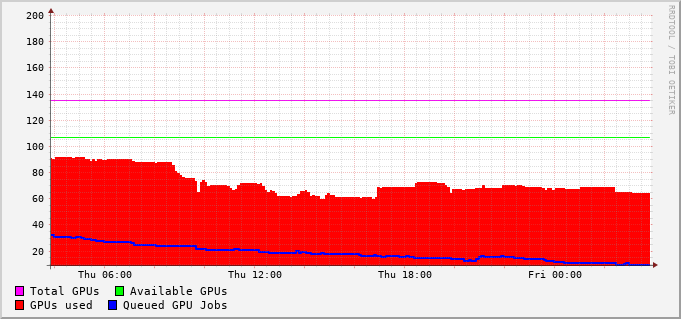 200
180
160
140
120
100
80
60
40
20
Thu 06:00 Thu 12:00 Thu 18:00 Fri 00:00
Total GPUs Available GPUs
GPUs used Queued GPU Jobs
RRDTOOL / TOBI OETIKER